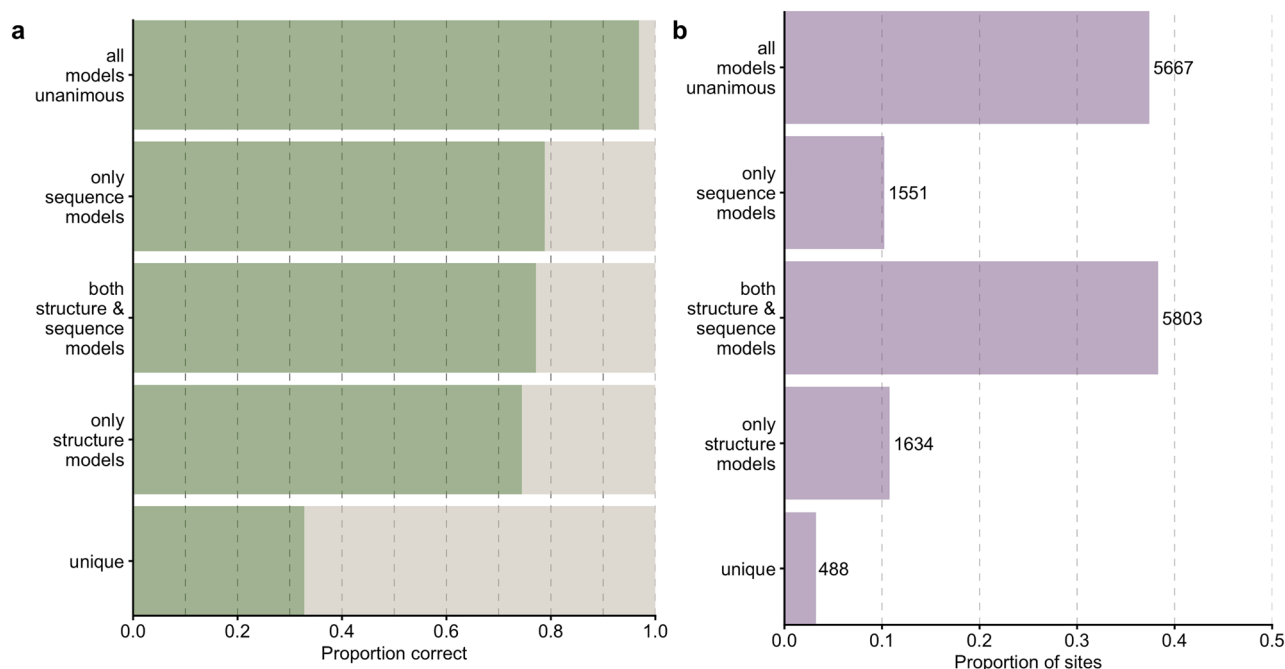 a
all
models
unanimous
only
sequence
models
both
structure &
sequence
models
only
structure
models
unique
0.0 0.2 0.4 0.6 0.8 1.0
Proportion correct
b
all
models
unanimous
5667
only
sequence
models
1551
both
structure &
sequence
models
5803
only
structure
models
1634
unique
488
0.0 0.1 0.2 0.3 0.4 0.5
Proportion of sites